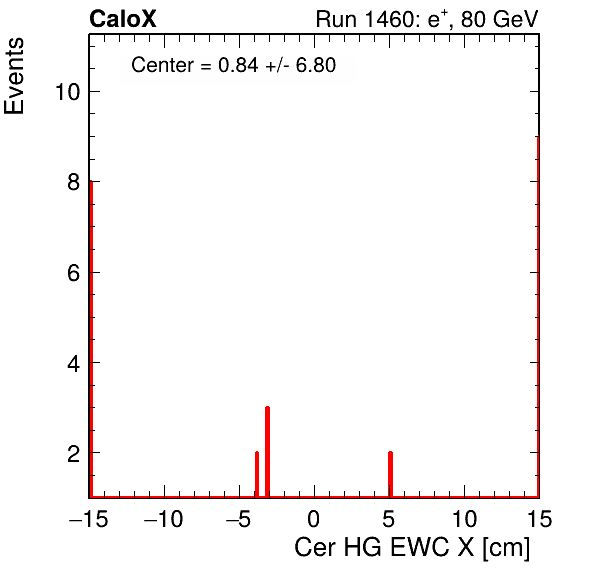 CaloX Run 1460: e⁺, 80 GeV
Center = 0.84 +/- 6.80
Events
10
8
6
4
2
−15 −10 −5 0 5 10 15
Cer HG EWC X [cm]